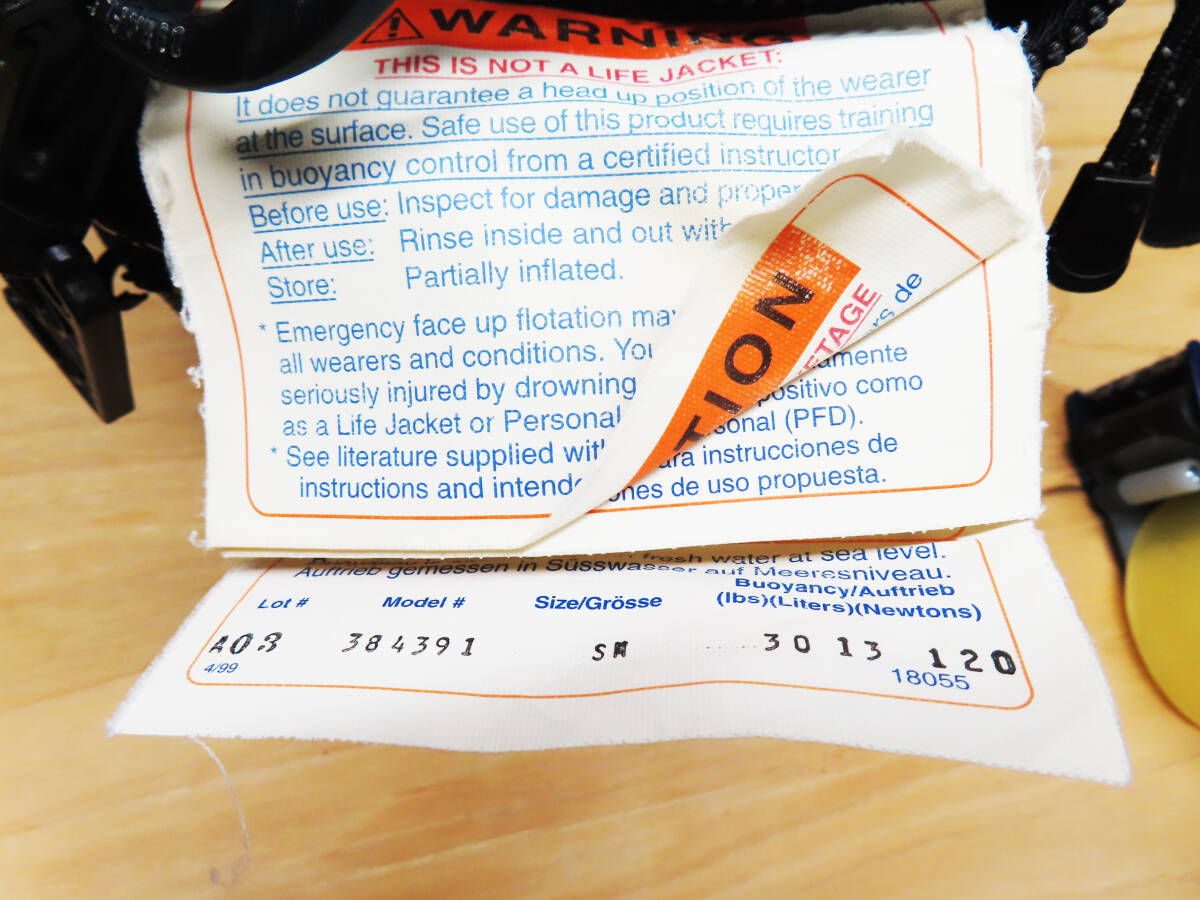 WARNING
THIS IS NOT A LIFE JACKET:
It does not guarantee a head up position of the wearer
at the surface. Safe use of this product requires training
in buoyancy control from a certified instructor
Before use: Inspect for damage and proper
After use: Rinse inside and out with
Store: Partially inflated.
* Emergency face up flotation may
all wearers and conditions. You
seriously injured by drowning
as a Life Jacket or Personal
* See literature supplied with
instructions and intende
TION
ETAGE
rs de
amente
positivo como
sonal (PFD).
ara instrucciones de
ones de uso propuesta.
fresh water at sea level.
Auftrieb gemessen in Süsswasser auf Meeresniveau.
Lot # Model # Size/Grösse Buoyancy/Auftrieb
(lbs)(Liters)(Newtons)
A03 384391 SM 30 13 120
4/99 18055